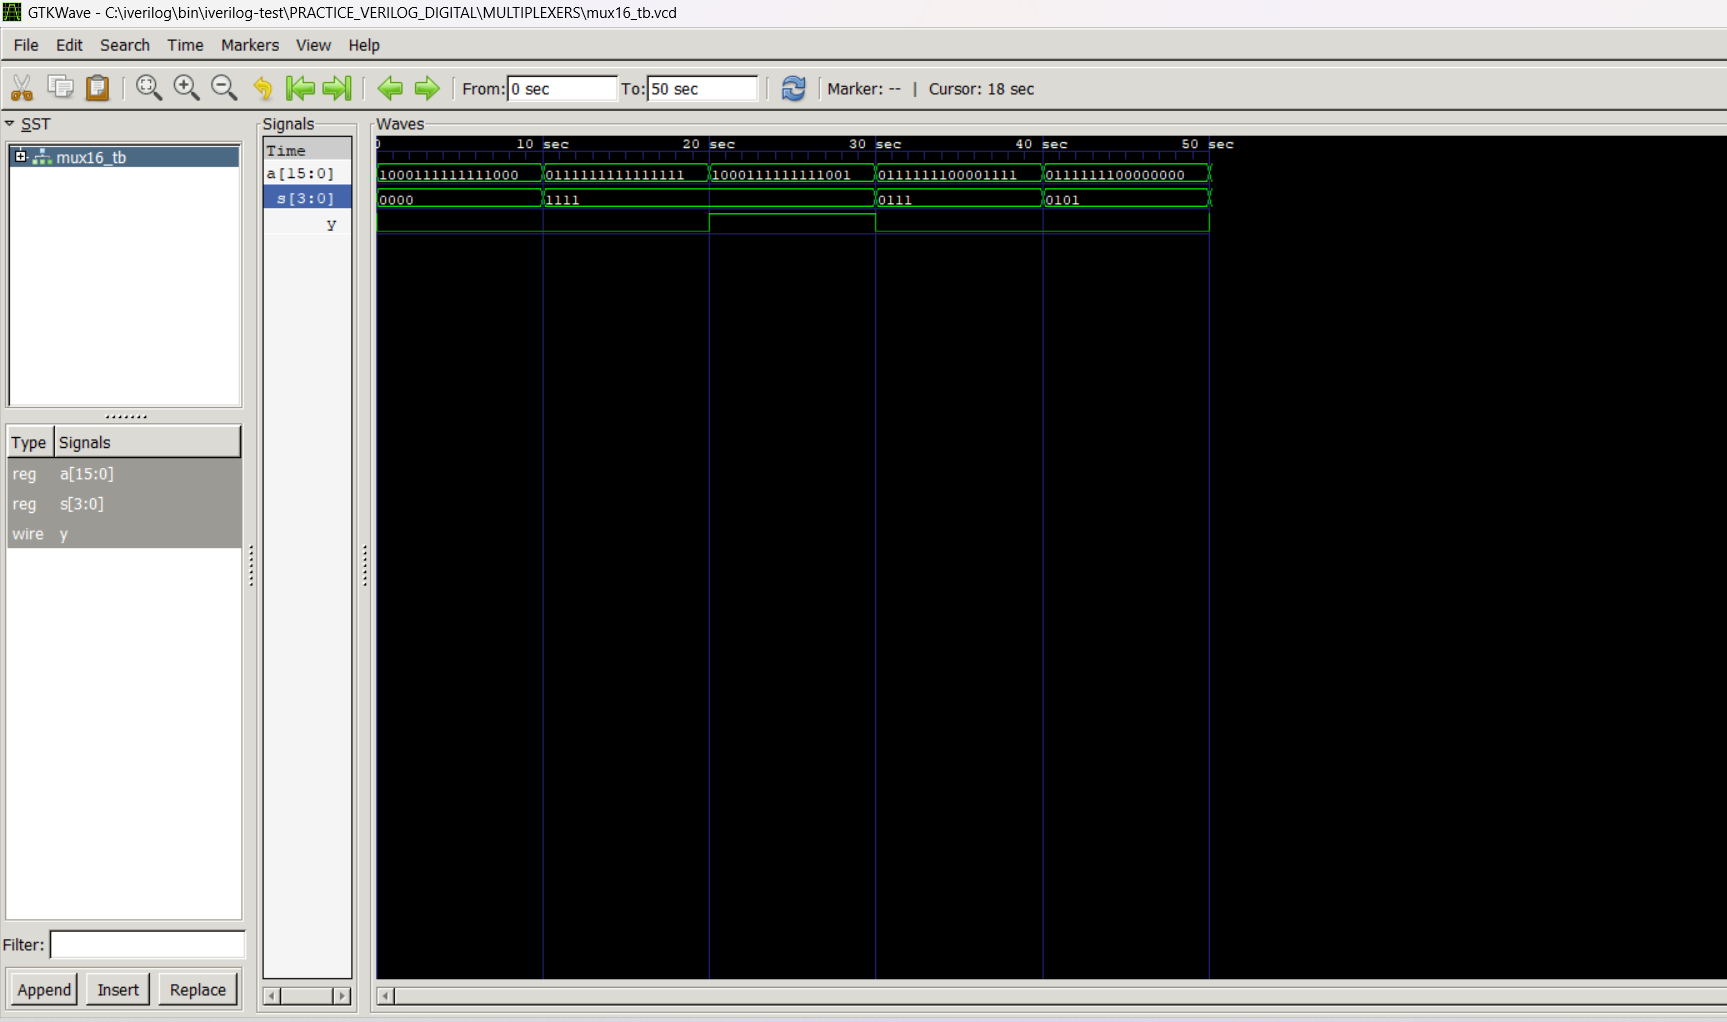 GTKWave - C:\iverilog\bin\iverilog-test\PRACTICE_VERILOG_DIGITAL\MULTIPLEXERS\mux16_tb.vcd
File Edit Search Time Markers View Help
From: 0 sec To: 50 sec Marker: -- | Cursor: 18 sec
SST
mux16_tb
Type Signals
reg a[15:0]
reg s[3:0]
wire y
Filter:
Append Insert Replace
Signals
Time
a[15:0]
s[3:0]
y
Waves
0 10 sec 20 sec 30 sec 40 sec 50 sec
1000111111111000 0111111111111111 1000111111111001 0111111100001111 0111111100000000
0000 1111 0111 0101